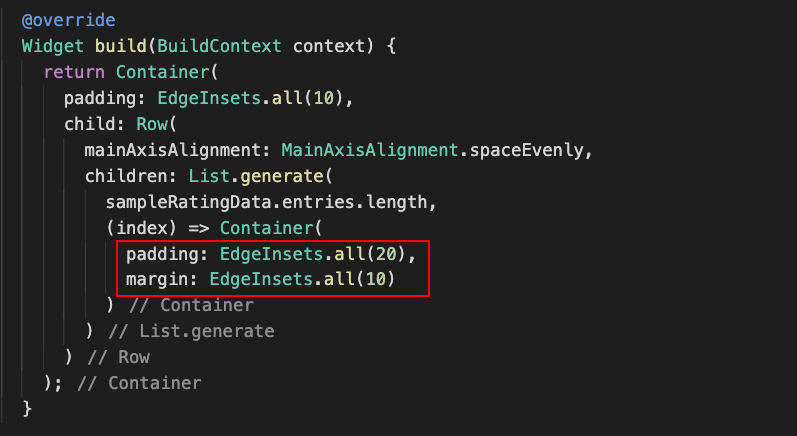 @override
Widget build(BuildContext context) {
return Container(
padding: EdgeInsets.all(10),
child: Row(
mainAxisAlignment: MainAxisAlignment.spaceEvenly,
children: List.generate(
sampleRatingData.entries.length,
(index) => Container(
padding: EdgeInsets.all(20),
margin: EdgeInsets.all(10)
) // Container
) // List.generate
) // Row
); // Container
}